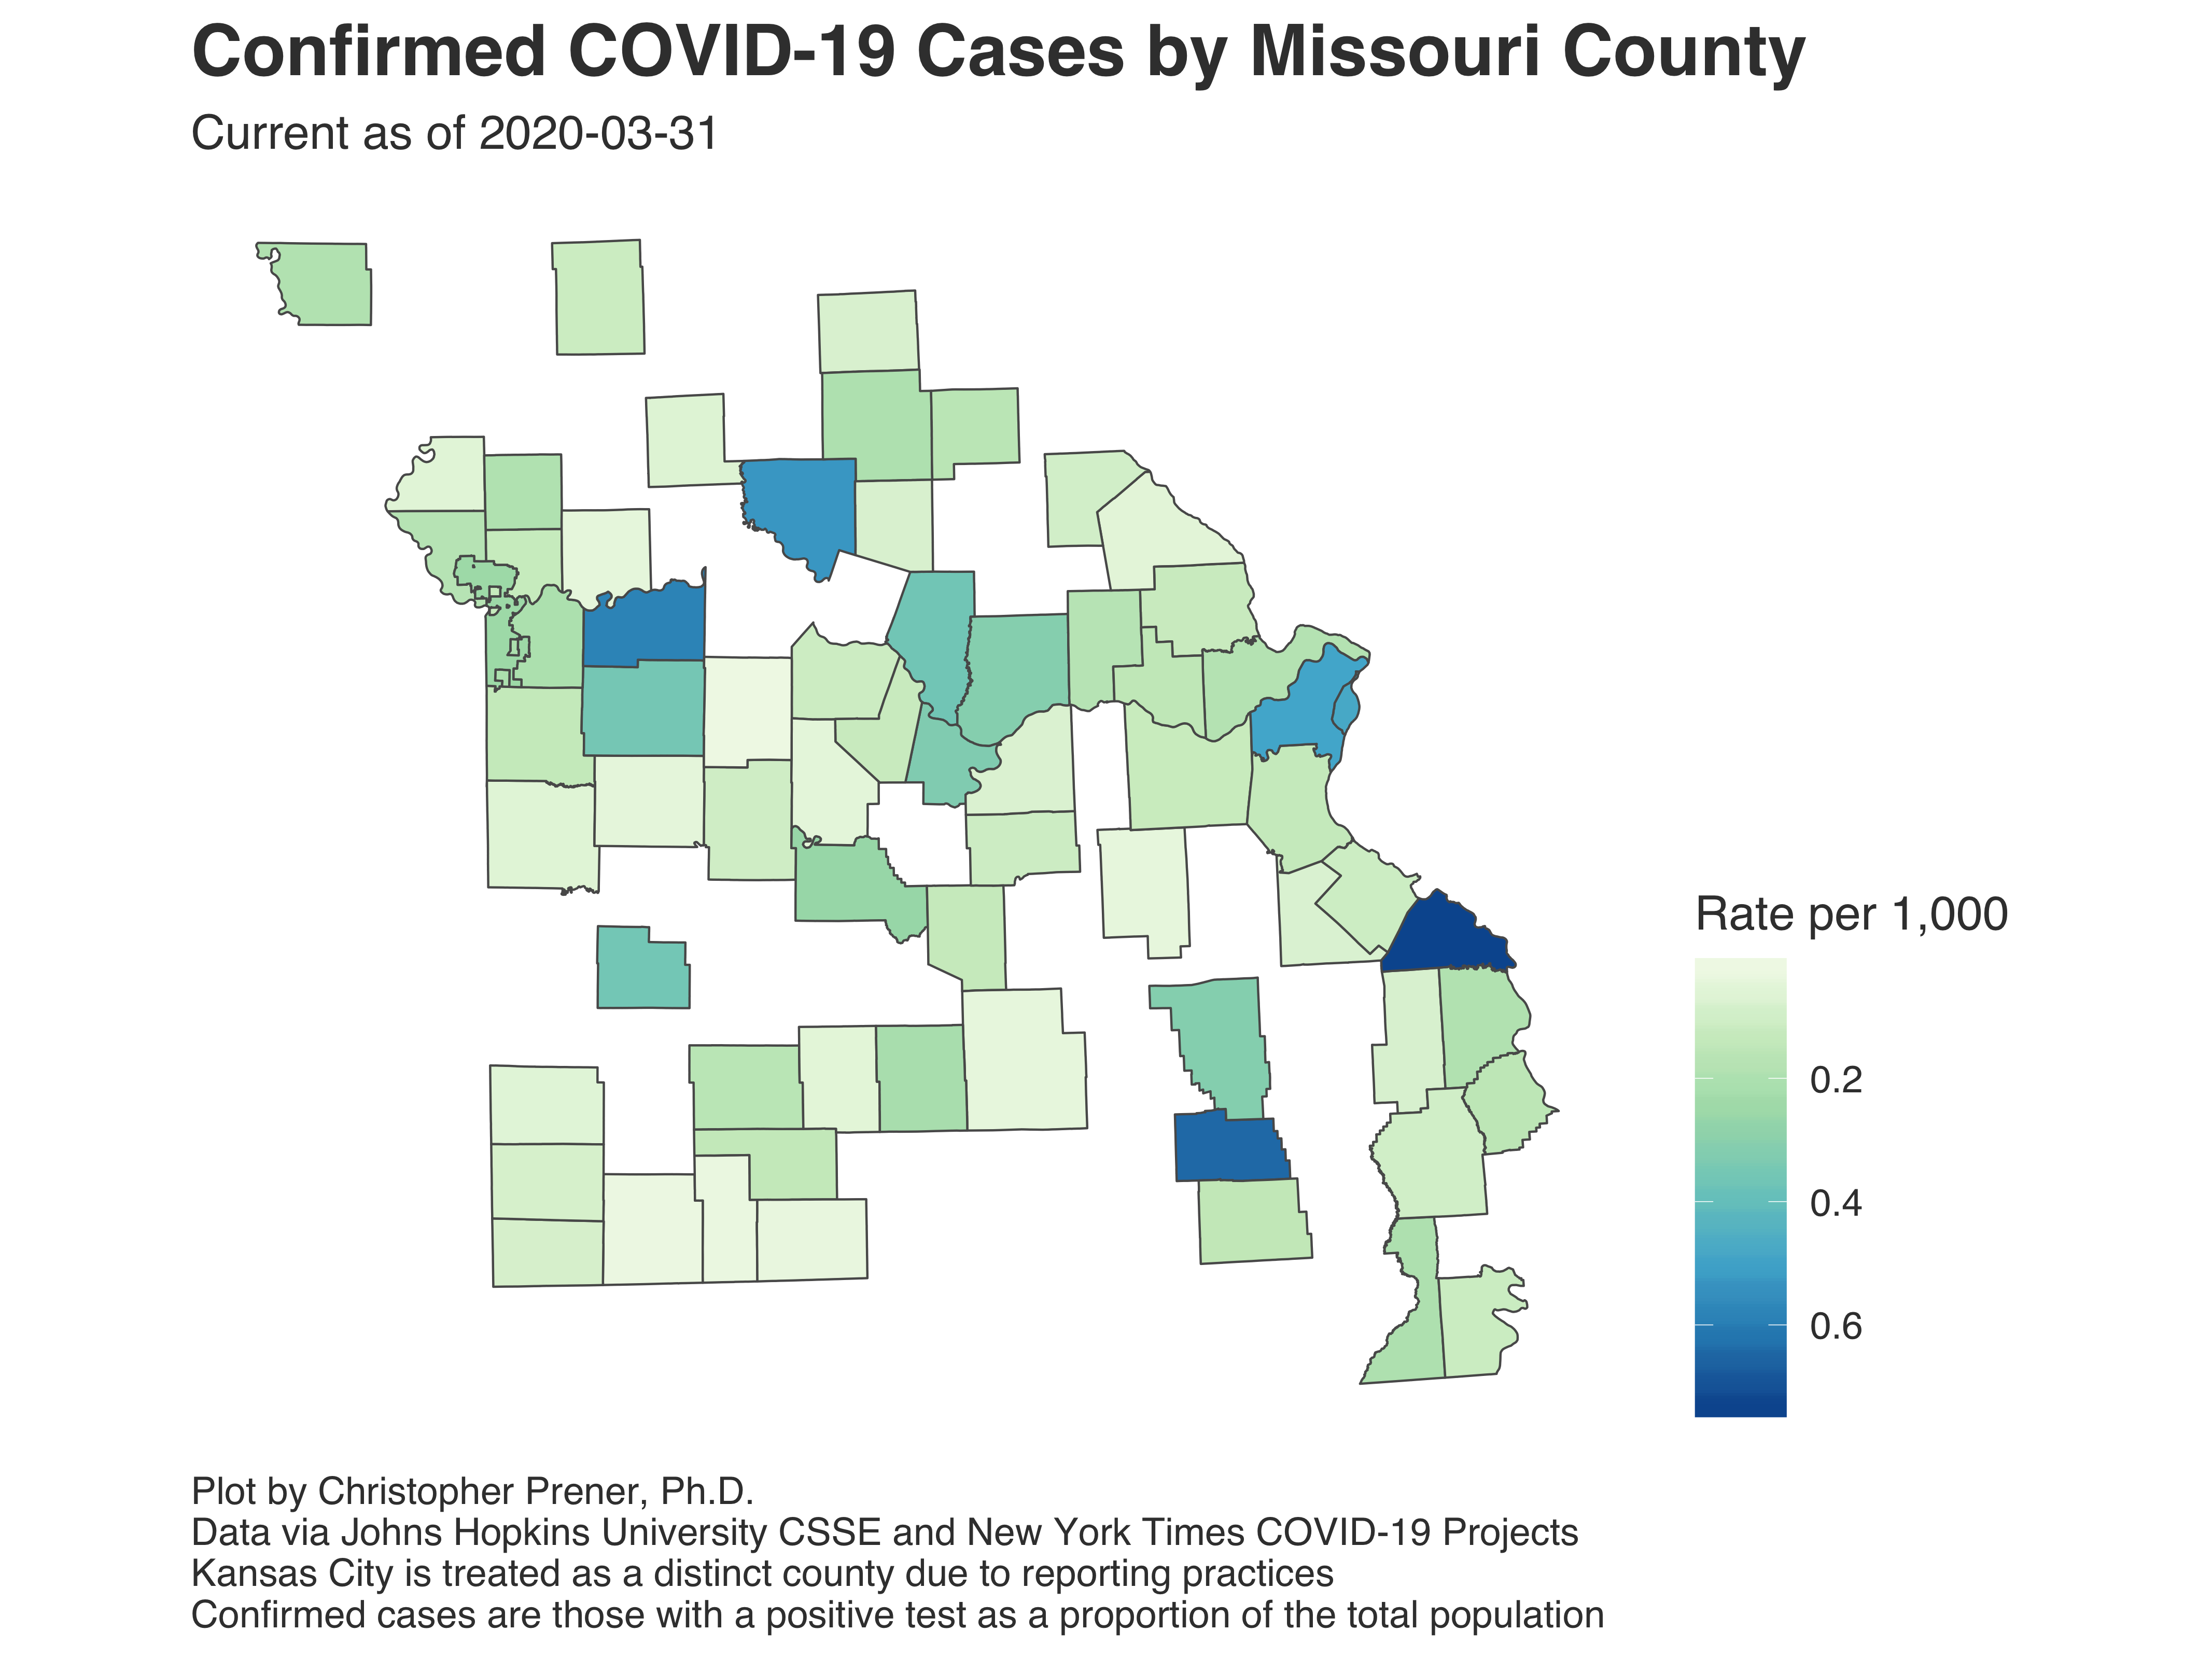 Confirmed COVID-19 Cases by Missouri County
Current as of 2020-03-31
Rate per 1,000
0.2
0.4
0.6
Plot by Christopher Prener, Ph.D.
Data via Johns Hopkins University CSSE and New York Times COVID-19 Projects
Kansas City is treated as a distinct county due to reporting practices
Confirmed cases are those with a positive test as a proportion of the total population